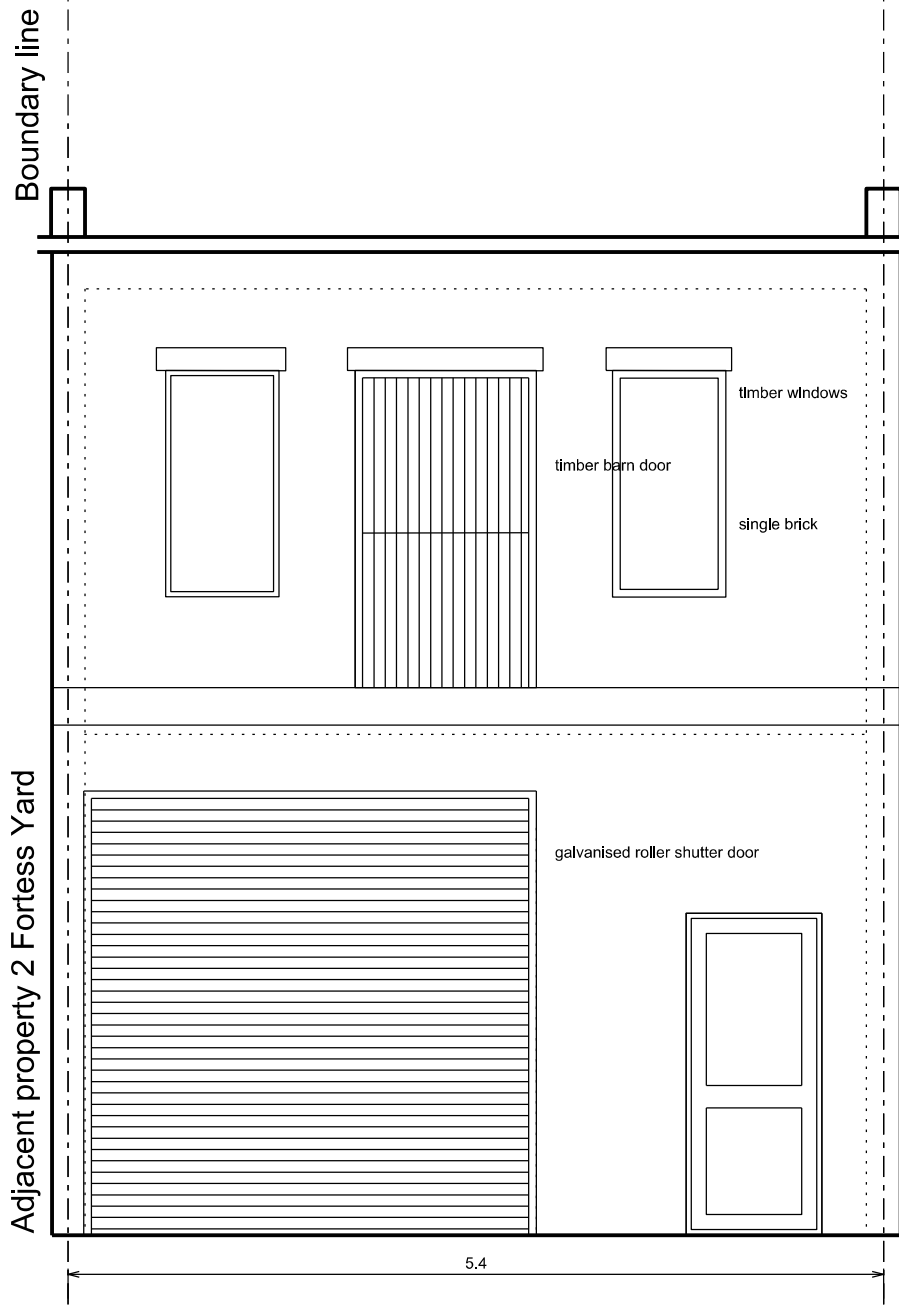 Boundary line
timber windows
timber barn door
single brick
Adjacent property 2 Fortess Yard
galvanised roller shutter door
5.4